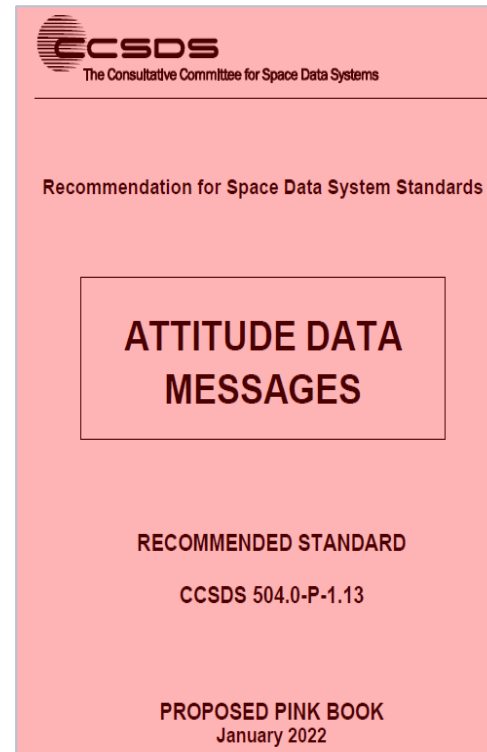 CCSDS
The Consultative Committee for Space Data Systems
Recommendation for Space Data System Standards
ATTITUDE DATA
MESSAGES
RECOMMENDED STANDARD
CCSDS 504.0-P-1.13
PROPOSED PINK BOOK
January 2022